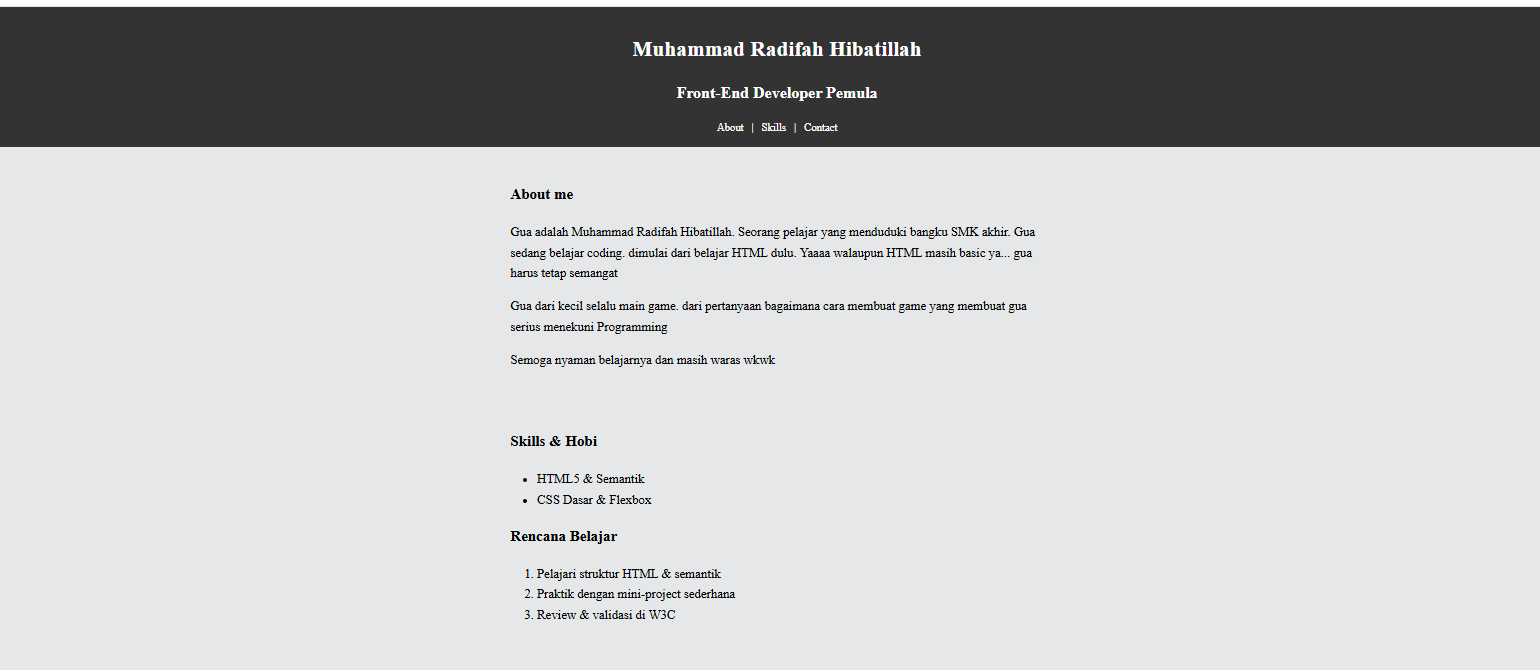 Muhammad Radifah Hibatillah
Front-End Developer Pemula
About | Skills | Contact
About me
Gua adalah Muhammad Radifah Hibatillah. Seorang pelajar yang menduduki bangku SMK akhir. Gua
sedang belajar coding. dimulai dari belajar HTML dulu. Yaaaa walaupun HTML masih basic ya... gua
harus tetap semangat
Gua dari kecil selalu main game. dari pertanyaan bagaimana cara membuat game yang membuat gua
serius menekuni Programming
Semoga nyaman belajarnya dan masih waras wkwk
Skills & Hobi
• HTML5 & Semantik
• CSS Dasar & Flexbox
Rencana Belajar
1. Pelajari struktur HTML & semantik
2. Praktik dengan mini-project sederhana
3. Review & validasi di W3C